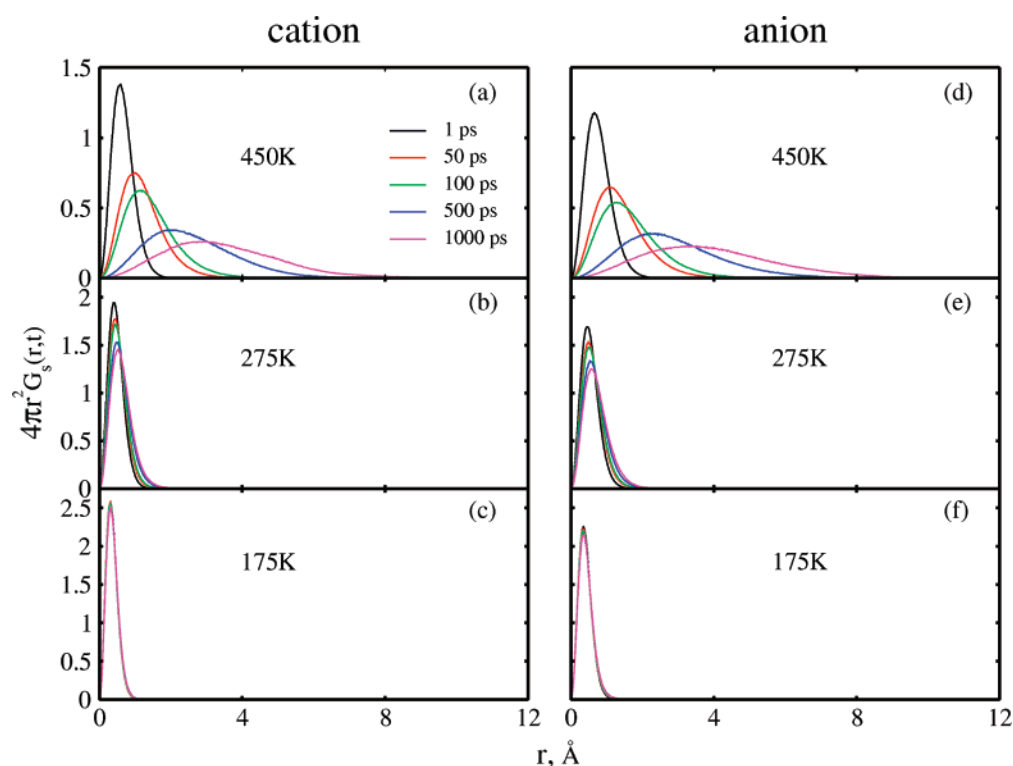 cation
anion
4πr²Gₛ(r,t)
1.5
1
0.5
0
(a)
450K
1 ps
50 ps
100 ps
500 ps
1000 ps
(d)
450K
2
1.5
1
0.5
0
(b)
275K
(e)
275K
2.5
2
1.5
1
0.5
0
(c)
175K
(f)
175K
0 4 8 12
0 4 8 12
r, Å